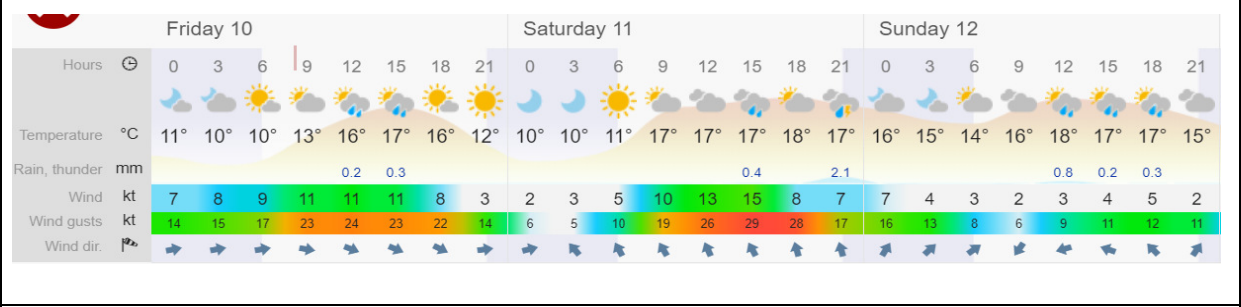 Friday 10 Saturday 11 Sunday 12
Hours 0 3 6 9 12 15 18 21 0 3 6 9 12 15 18 21 0 3 6 9 12 15 18 21
Temperature °C 11° 10° 10° 13° 16° 17° 16° 12° 10° 10° 11° 17° 17° 17° 18° 17° 16° 15° 14° 16° 18° 17° 17° 15°
Rain, thunder mm 0.2 0.3 0.4 2.1 0.8 0.2 0.3
Wind kt 7 8 9 11 11 11 8 3 2 3 5 10 13 15 8 7 7 4 3 2 3 4 5 2
Wind gusts kt 14 15 17 23 24 23 22 14 6 5 10 19 26 29 28 17 16 13 8 6 9 11 12 11
Wind dir.